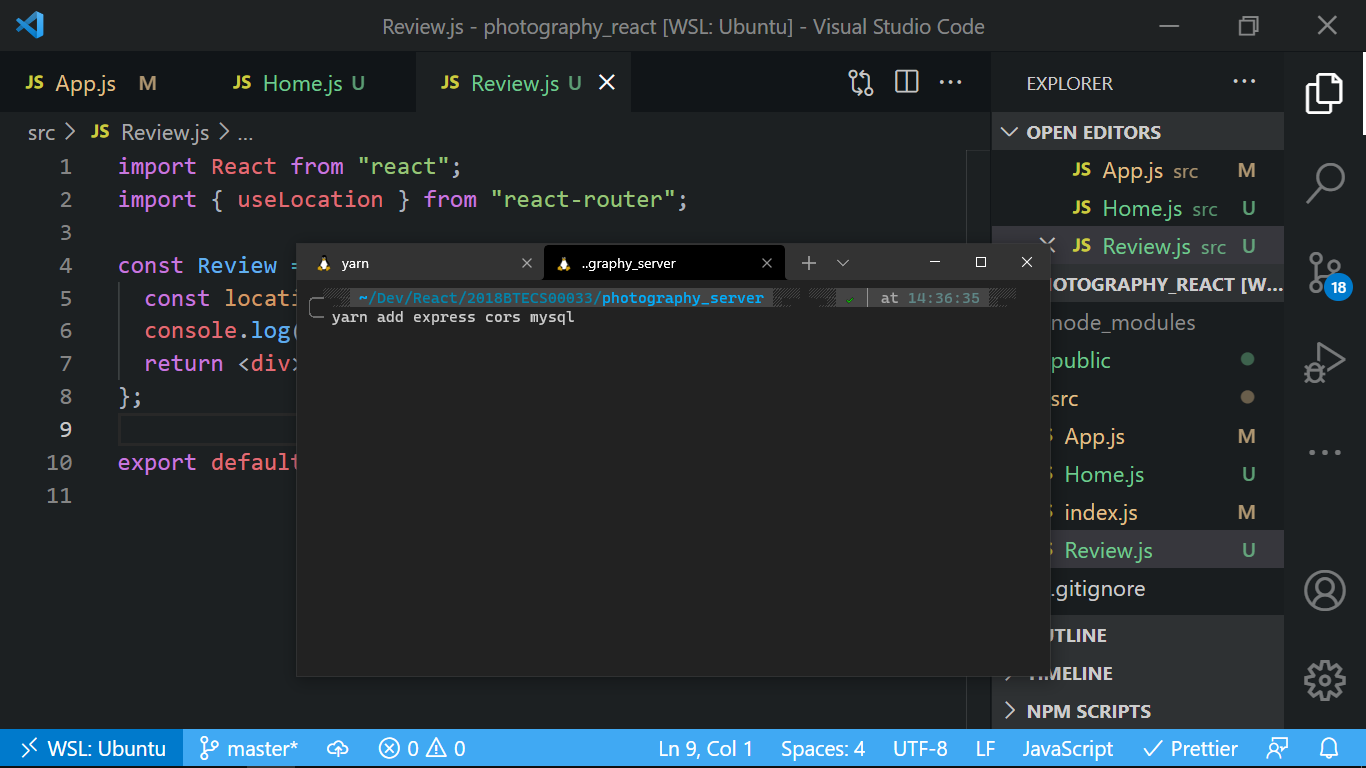 Review.js - photography_react [WSL: Ubuntu] - Visual Studio Code
JS App.js M
JS Home.js U
JS Review.js U
src > JS Review.js > ...
1 import React from "react";
2 import { useLocation } from "react-router";
3
4 const Review =
5 const locati
6 console.log(
7 return <div>
8 };
9
10 export default
11
yarn
..graphy_server
~/Dev/React/2018BTECS00033/photography_server
at 14:36:35
yarn add express cors mysql
EXPLORER
OPEN EDITORS
JS App.js src M
JS Home.js src U
JS Review.js src U
OTOGRAPHY_REACT [W...
node_modules
public
src
App.js M
Home.js U
index.js M
Review.js U
.gitignore
UTLINE
TIMELINE
NPM SCRIPTS
18
WSL: Ubuntu
master*
0 0
Ln 9, Col 1
Spaces: 4
UTF-8
LF
JavaScript
Prettier